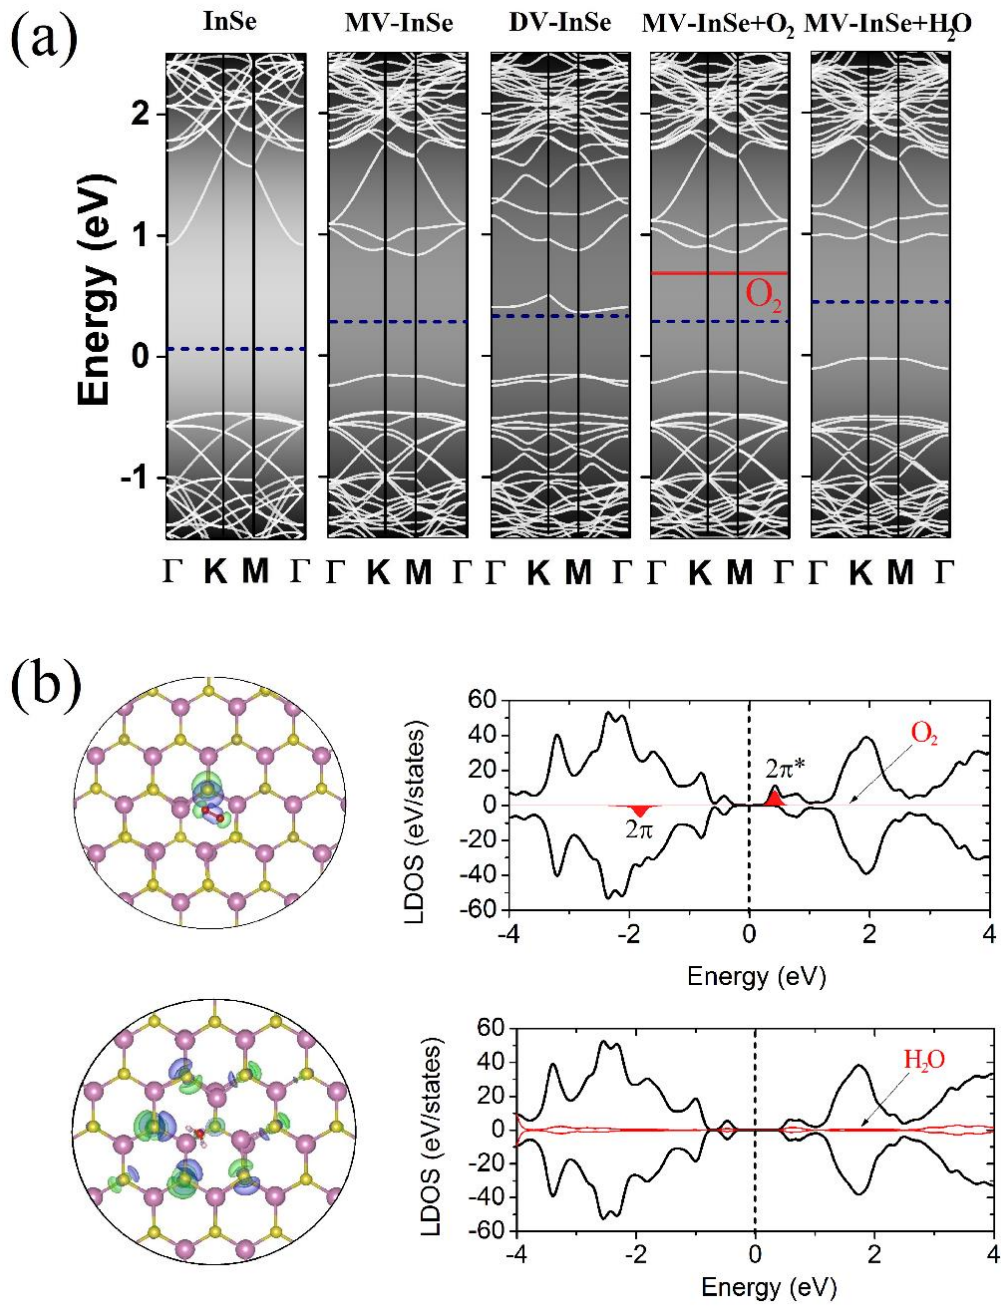 (a)
InSe MV-InSe DV-InSe MV-InSe+O₂ MV-InSe+H₂O
Energy (eV)
2
1
0
-1
O₂
Γ K M Γ Γ K M Γ Γ K M Γ Γ K M Γ Γ K M Γ
(b)
LDOS (eV/states)
60
40
20
0
-20
-40
-60
O₂
2π*
2π
-4 -2 0 2 4
Energy (eV)
LDOS (eV/states)
60
40
20
0
-20
-40
-60
H₂O
-4 -2 0 2 4
Energy (eV)